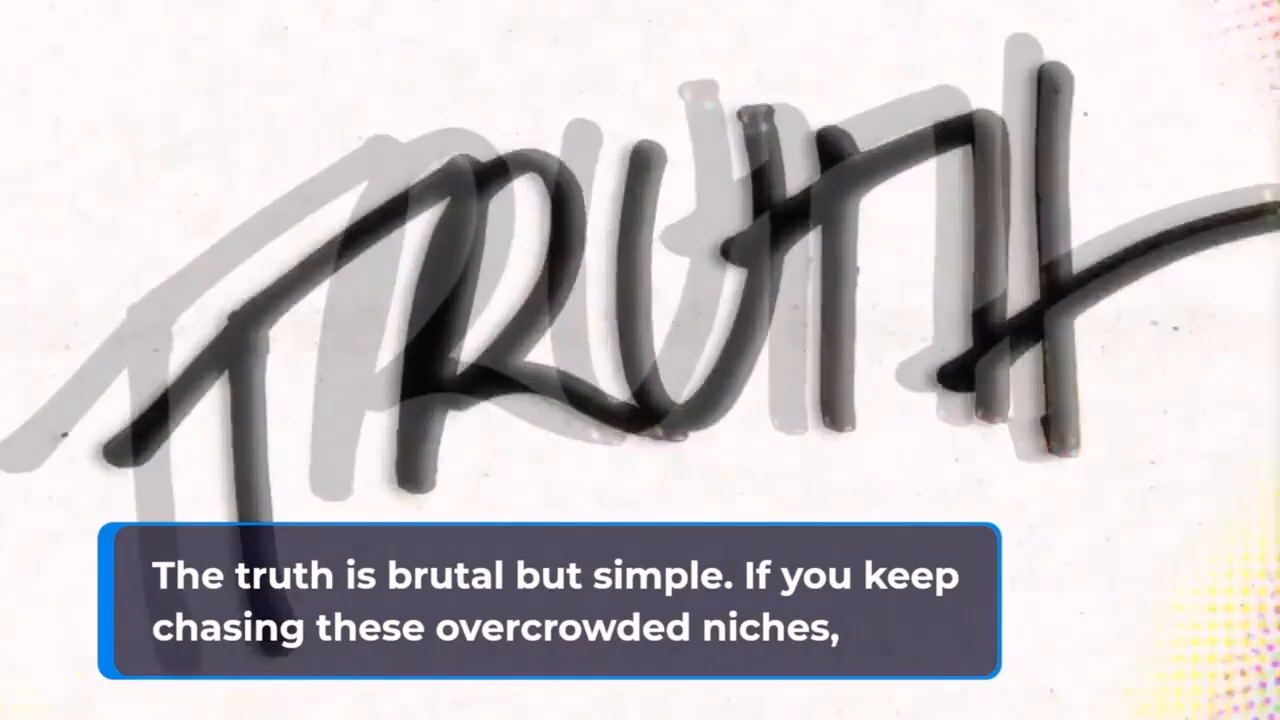 TRUTH
The truth is brutal but simple. If you keep
chasing these overcrowded niches,